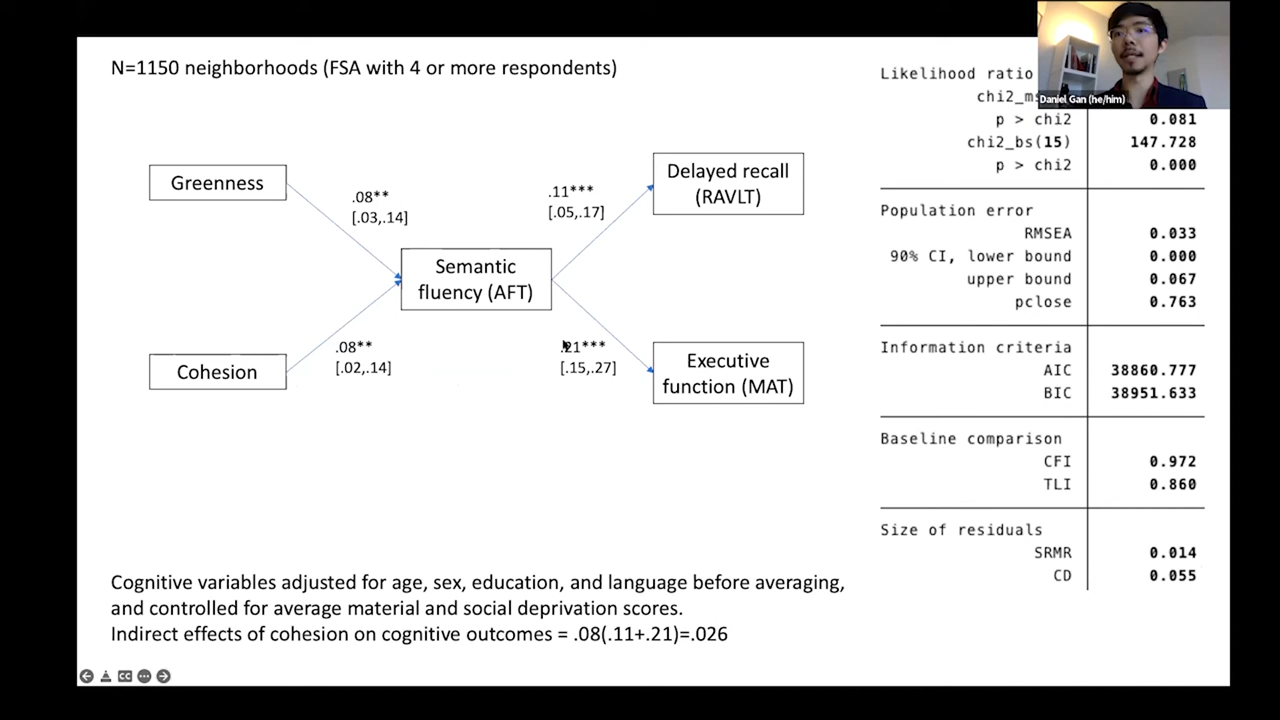 N=1150 neighborhoods (FSA with 4 or more respondents)
Greenness
.08**
[.03,.14]
Cohesion
.08**
[.02,.14]
Semantic
fluency (AFT)
.11***
[.05,.17]
.21***
[.15,.27]
Delayed recall
(RAVLT)
Executive
function (MAT)
Cognitive variables adjusted for age, sex, education, and language before averaging,
and controlled for average material and social deprivation scores.
Indirect effects of cohesion on cognitive outcomes = .08(.11+.21)=.026
Daniel Gan (he/him)
Likelihood ratio
p > chi2 0.081
chi2_bs(15) 147.728
p > chi2 0.000
Population error
RMSEA 0.033
90% CI, lower bound 0.000
upper bound 0.067
pclose 0.763
Information criteria
AIC 38860.777
BIC 38951.633
Baseline comparison
CFI 0.972
TLI 0.860
Size of residuals
SRMR 0.014
CD 0.055
CC